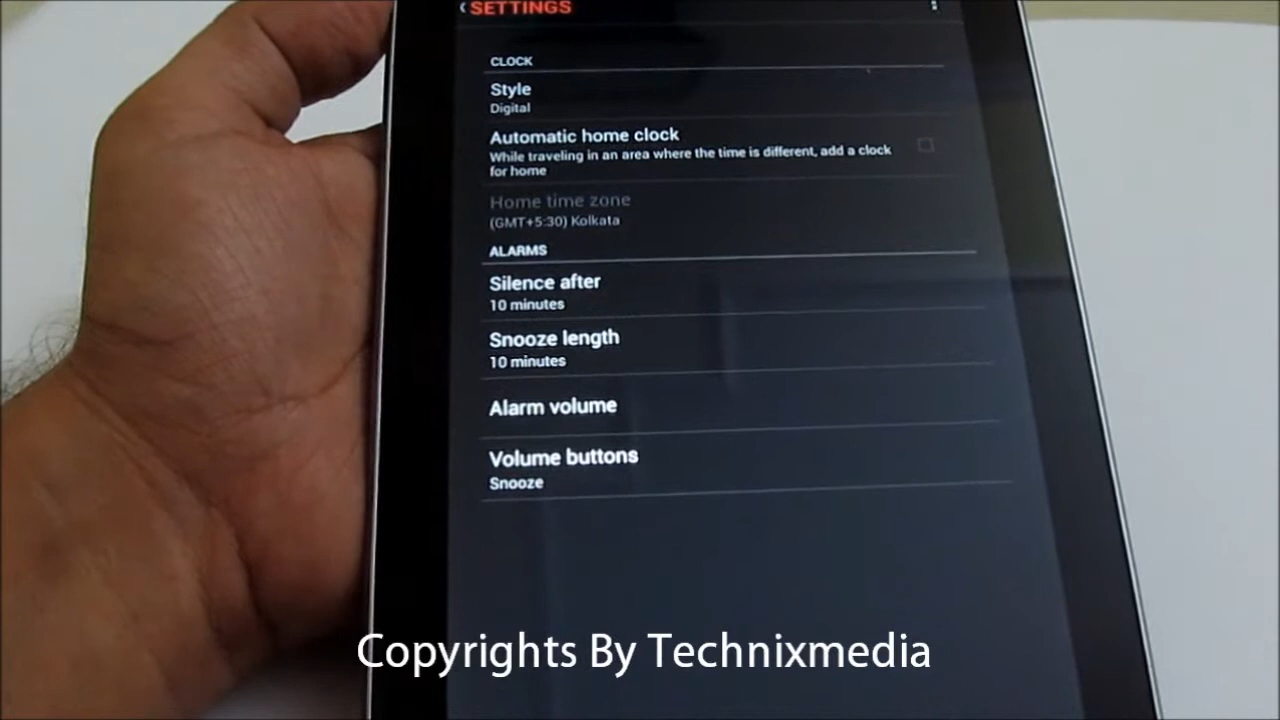 SETTINGS
CLOCK
Style
Digital
Automatic home clock
While traveling in an area where the time is different, add a clock
for home
Home time zone
(GMT+5:30) Kolkata
ALARMS
Silence after
10 minutes
Snooze length
10 minutes
Alarm volume
Volume buttons
Snooze
Copyrights By Technixmedia